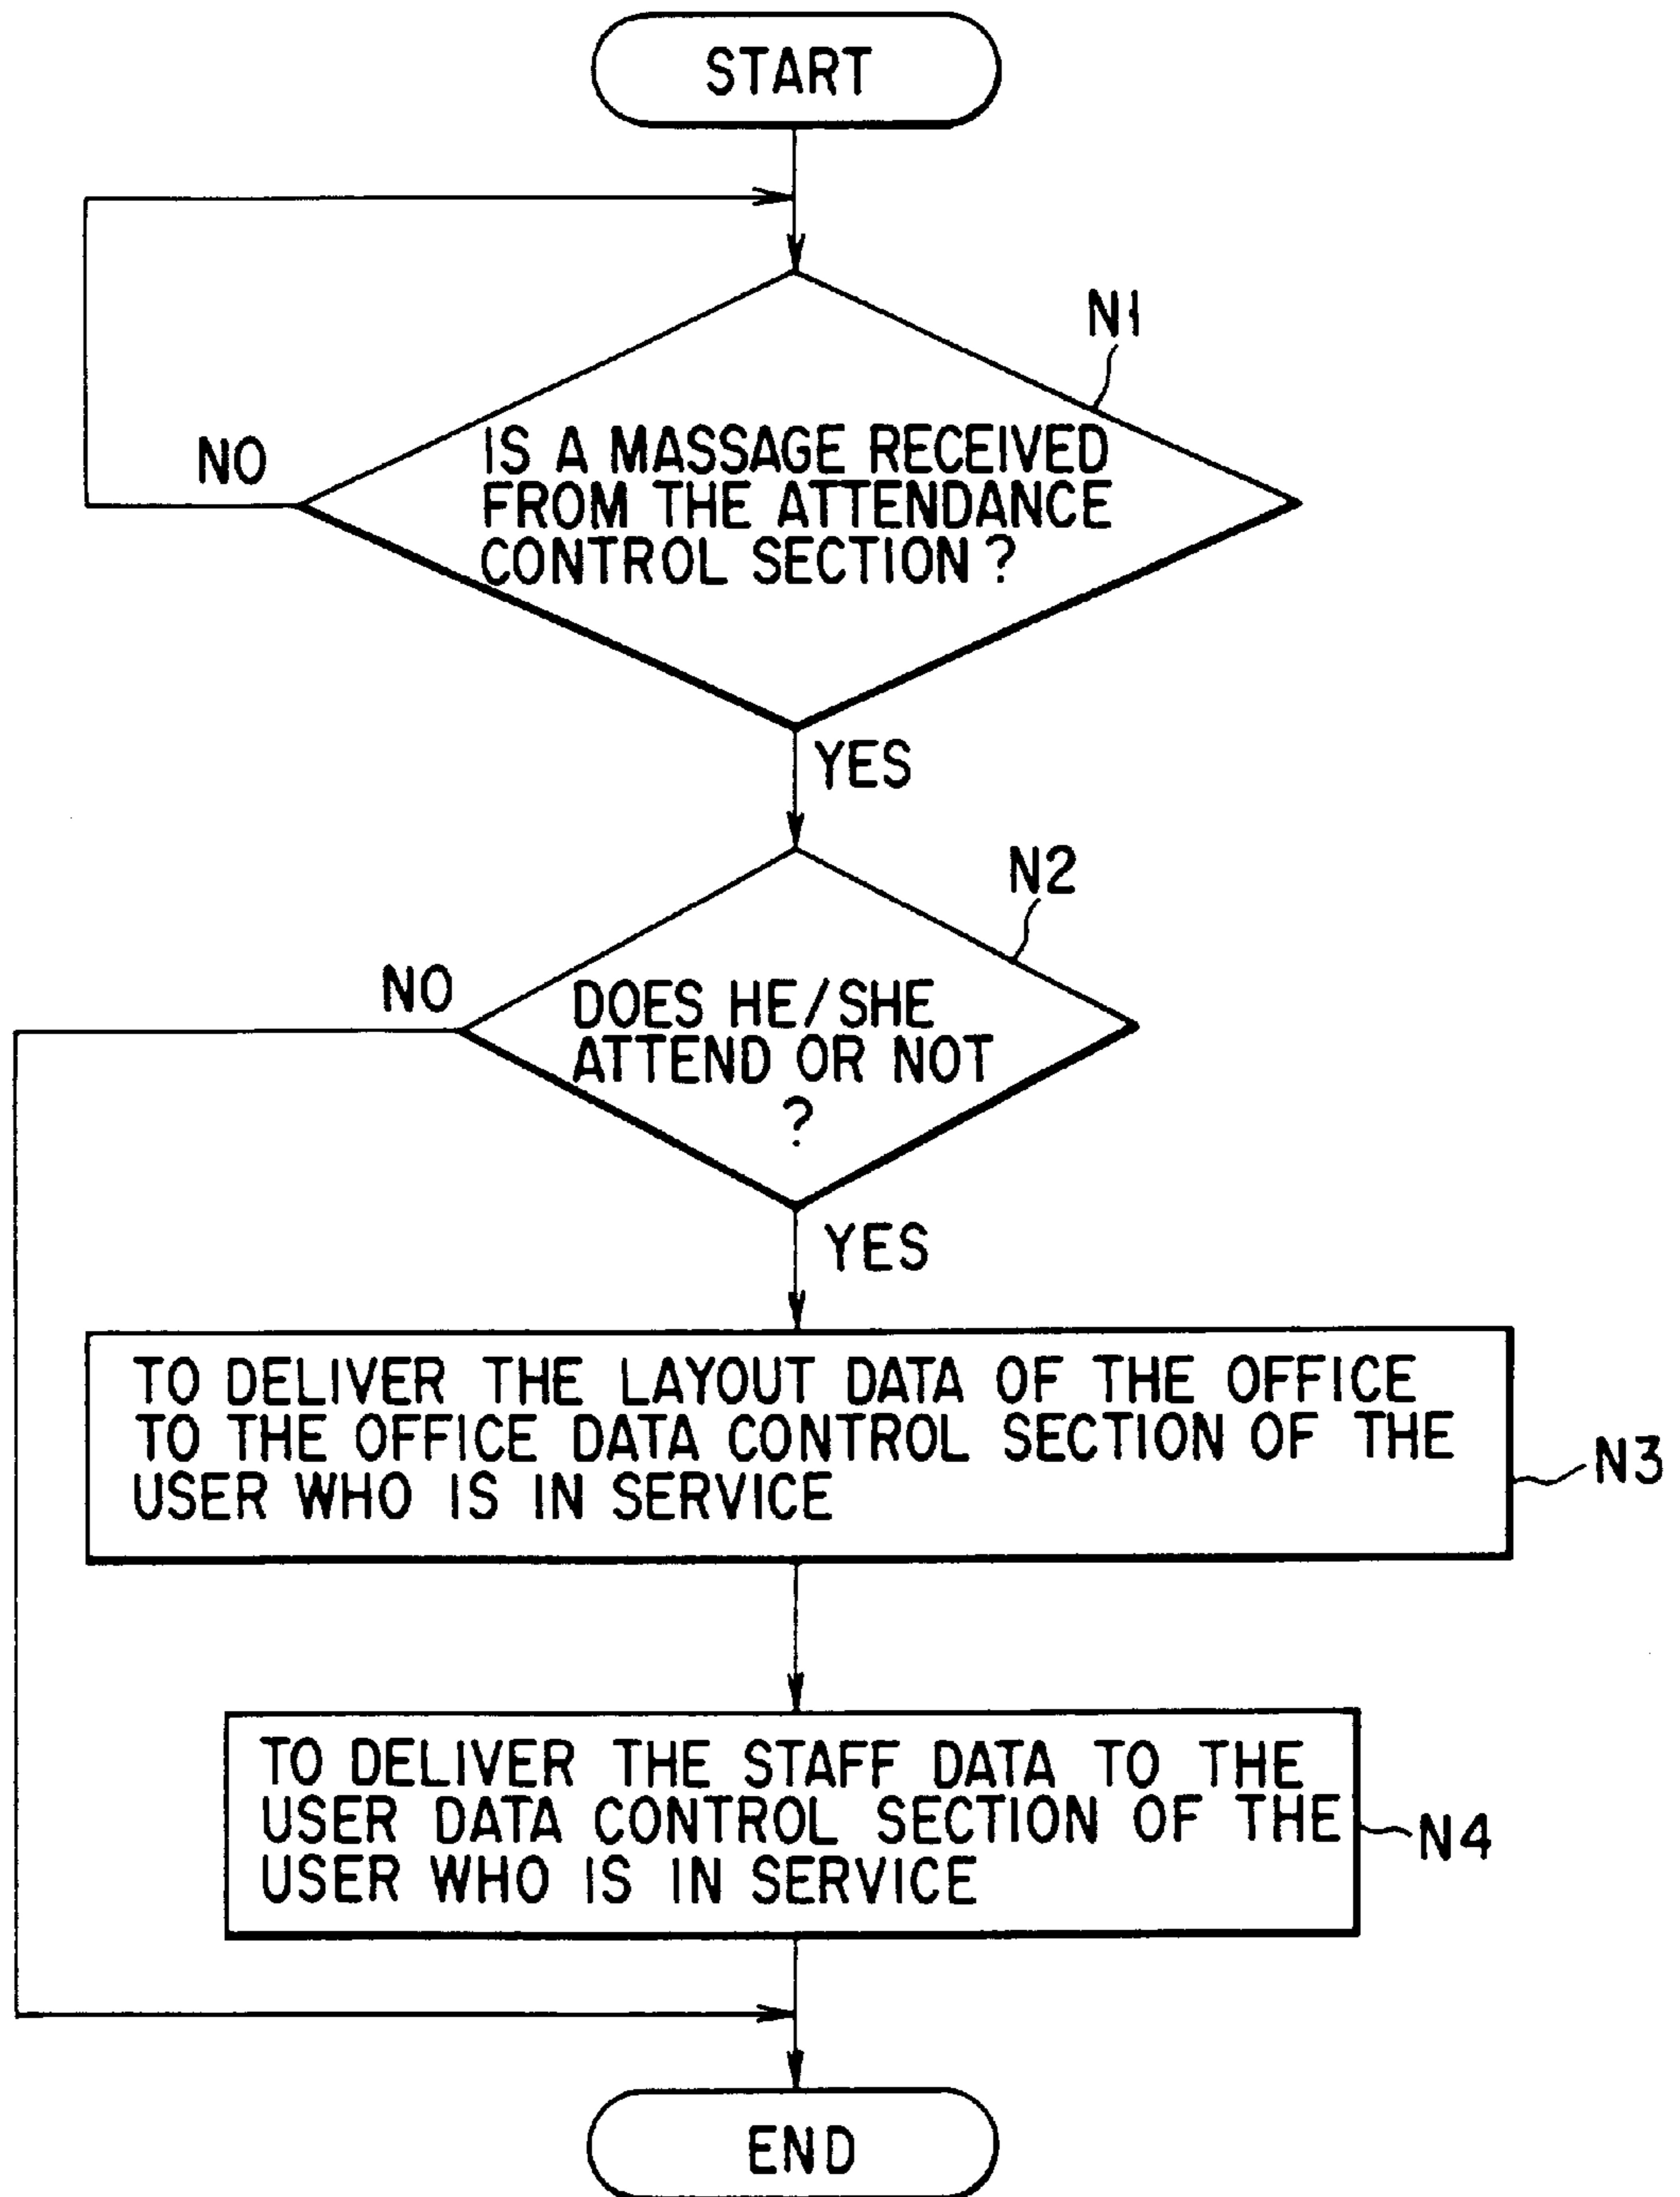 START
N1
NO
IS A MASSAGE RECEIVED
FROM THE ATTENDANCE
CONTROL SECTION ?
YES
N2
NO
DOES HE/SHE
ATTEND OR NOT
?
YES
TO DELIVER THE LAYOUT DATA OF THE OFFICE
TO THE OFFICE DATA CONTROL SECTION OF THE
USER WHO IS IN SERVICE
N3
TO DELIVER THE STAFF DATA TO THE
USER DATA CONTROL SECTION OF THE
USER WHO IS IN SERVICE
N4
END